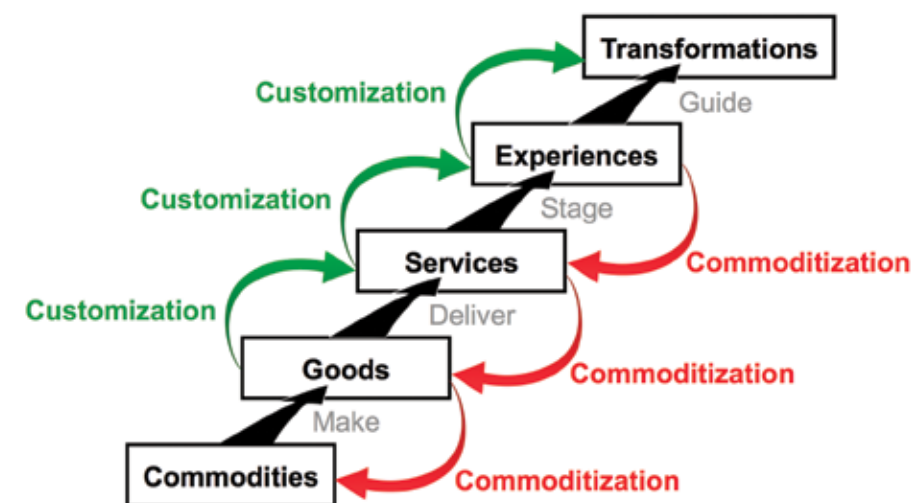 Transformations
Customization
Guide
Experiences
Customization
Stage
Services
Commoditization
Customization
Deliver
Goods
Commoditization
Make
Commodities
Commoditization